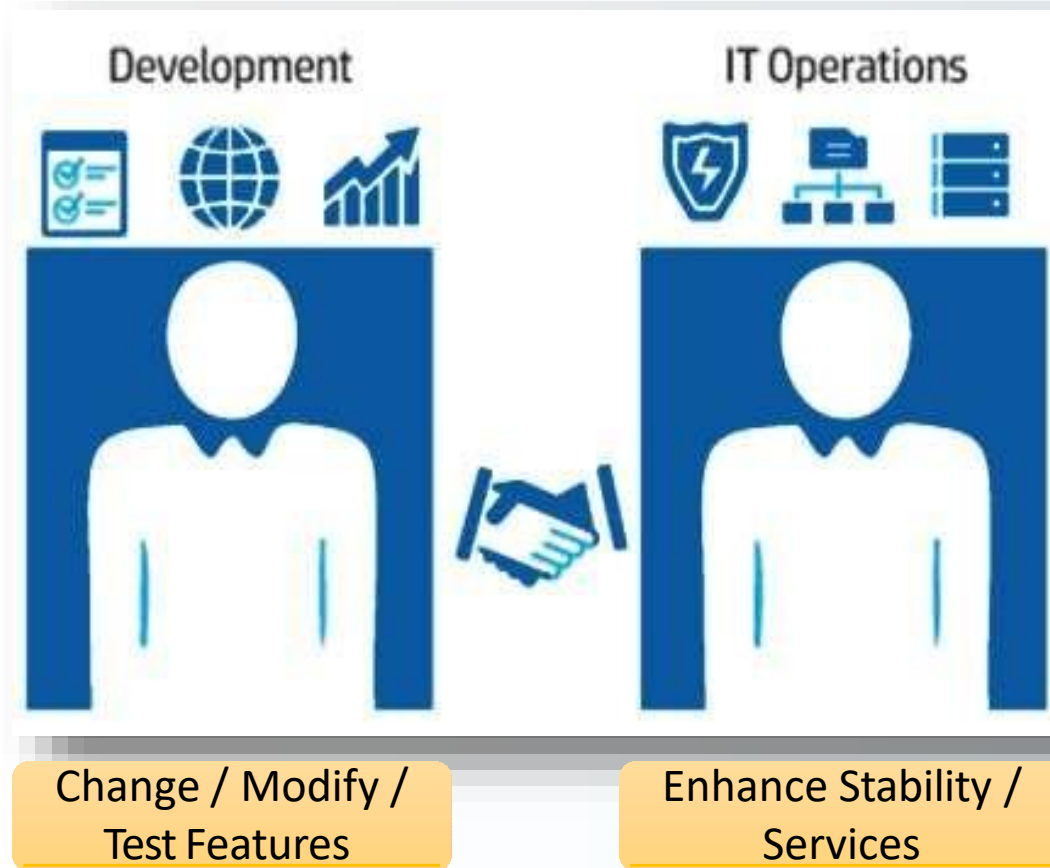 Development
IT Operations
Change / Modify /
Test Features
Enhance Stability /
Services